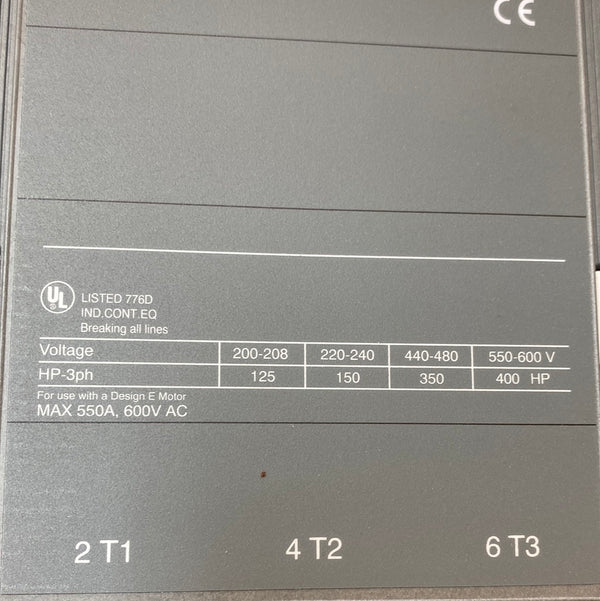 CE
UL
LISTED 776D
IND.CONT.EQ
Breaking all lines
Voltage 200-208 220-240 440-480 550-600 V
HP-3ph 125 150 350 400 HP
For use with a Design E Motor
MAX 550A, 600V AC
2 T1 4 T2 6 T3